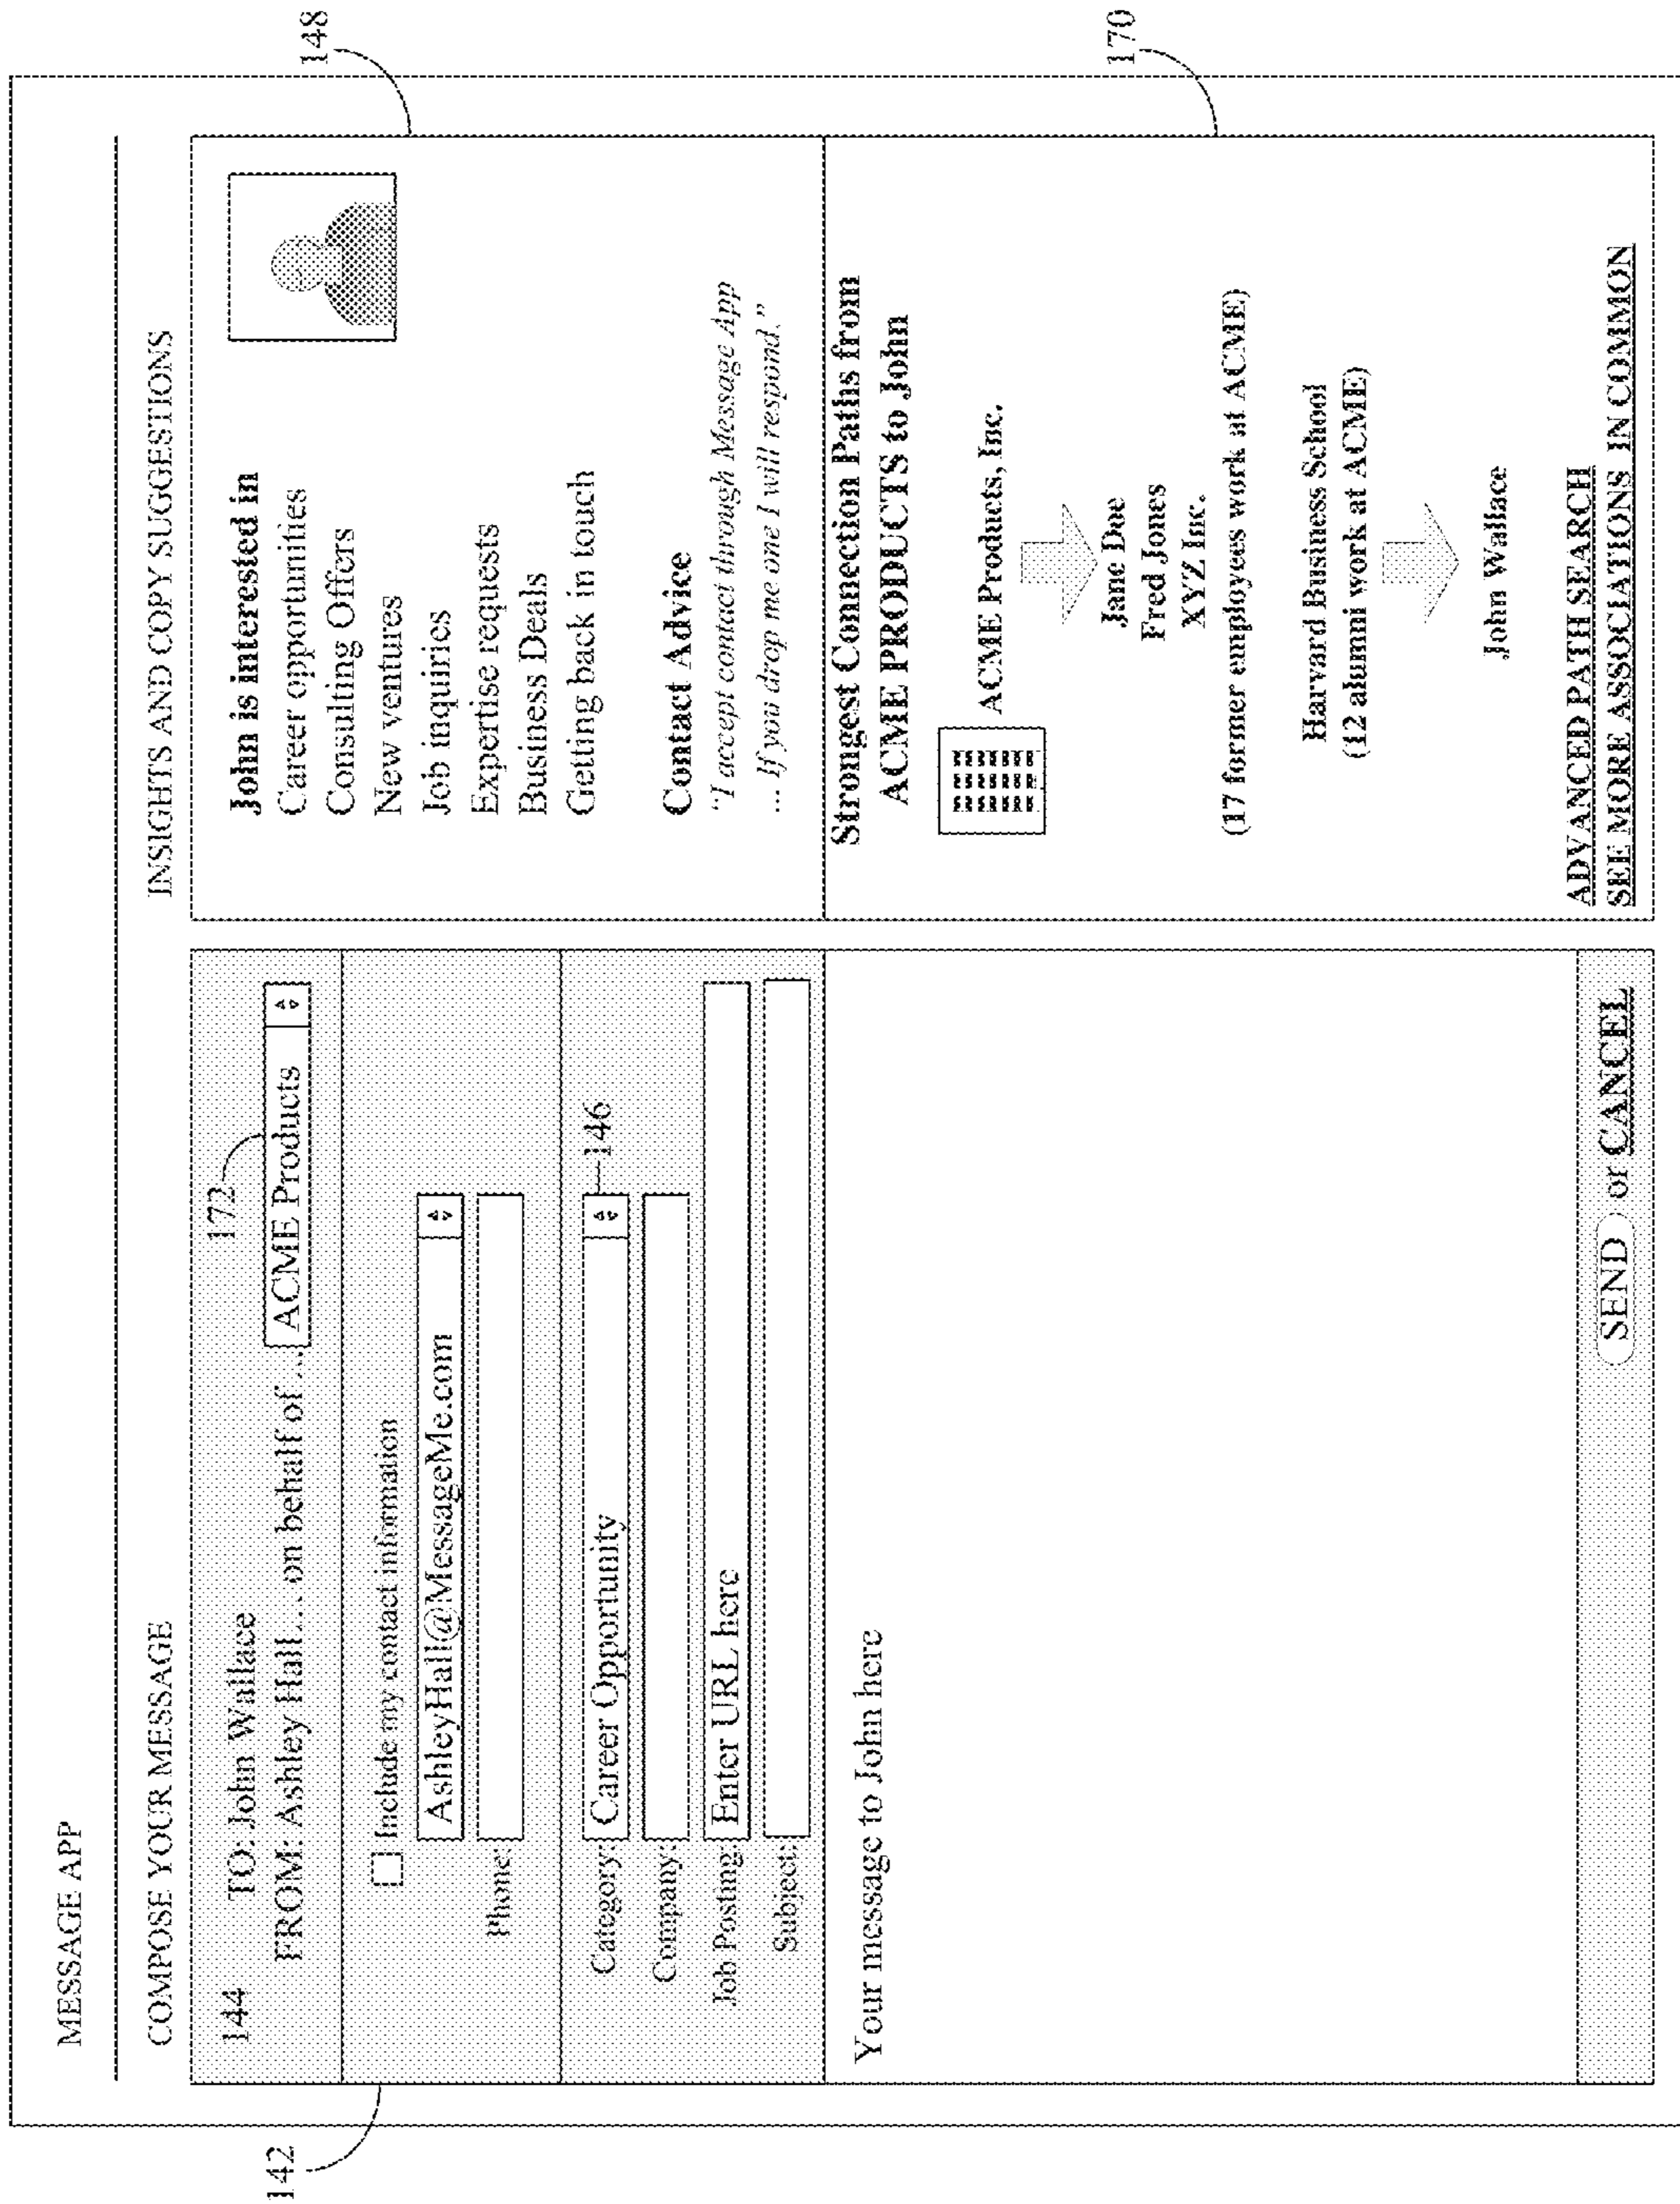 MESSAGE APP
COMPOSE YOUR MESSAGE
142
144
TO: John Wallace
FROM: Ashley Hall... on behalf of ...
ACME Products
172
Include my contact information
AshleyHall@MessageMe.com
Phone:
Category: Career Opportunity
146
Company:
Job Posting: Enter URL here
Subject:
Your message to John here
SEND or CANCEL
INSIGHTS AND COPY SUGGESTIONS
148
John is interested in
Career opportunities
Consulting Offers
New ventures
Job inquiries
Expertise requests
Business Deals
Getting back in touch
Contact Advice
"I accept contact through Message App
... If you drop me one I will respond."
170
Strongest Connection Paths from
ACME PRODUCTS to John
ACME Products, Inc.
Jane Doe
Fred Jones
XYZ Inc.
(17 former employees work at ACME)
Harvard Business School
(12 alumni work at ACME)
John Wallace
ADVANCED PATH SEARCH
SEE MORE ASSOCIATIONS IN COMMON